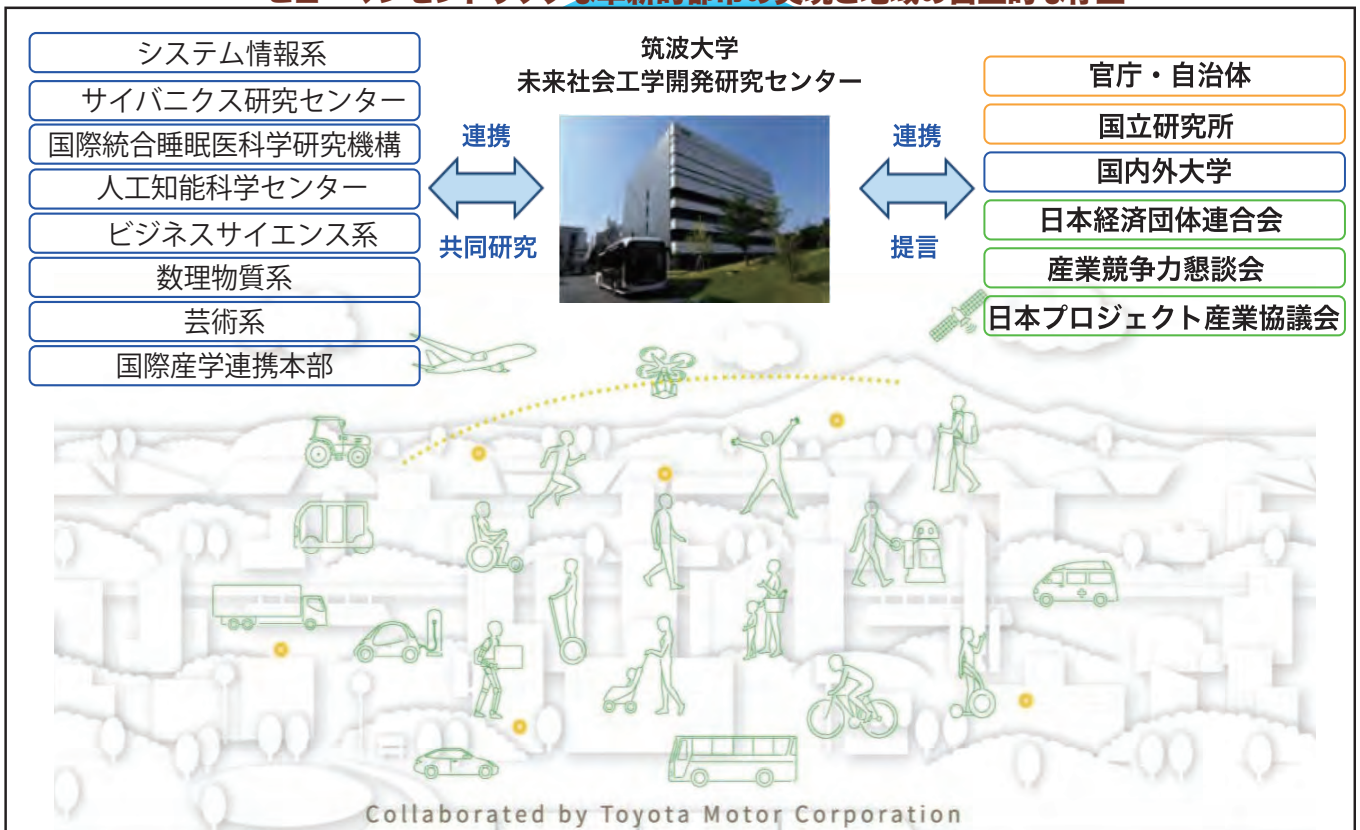 システム情報系
サイバニクス研究センター
国際統合睡眠医科学研究機構
人工知能科学センター
ビジネスサイエンス系
数理物質系
芸術系
国際産学連携本部
連携
共同研究
筑波大学
未来社会工学開発研究センター
連携
提言
官庁・自治体
国立研究所
国内外大学
日本経済団体連合会
産業競争力懇談会
日本プロジェクト産業協議会
Collaborated by Toyota Motor Corporation